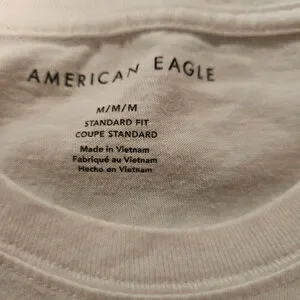 AMERICAN EAGLE
M/M/M
STANDARD FIT
COUPE STANDARD
Made in Vietnam
Fabriqué au Vietnam
Hecho en Vietnam